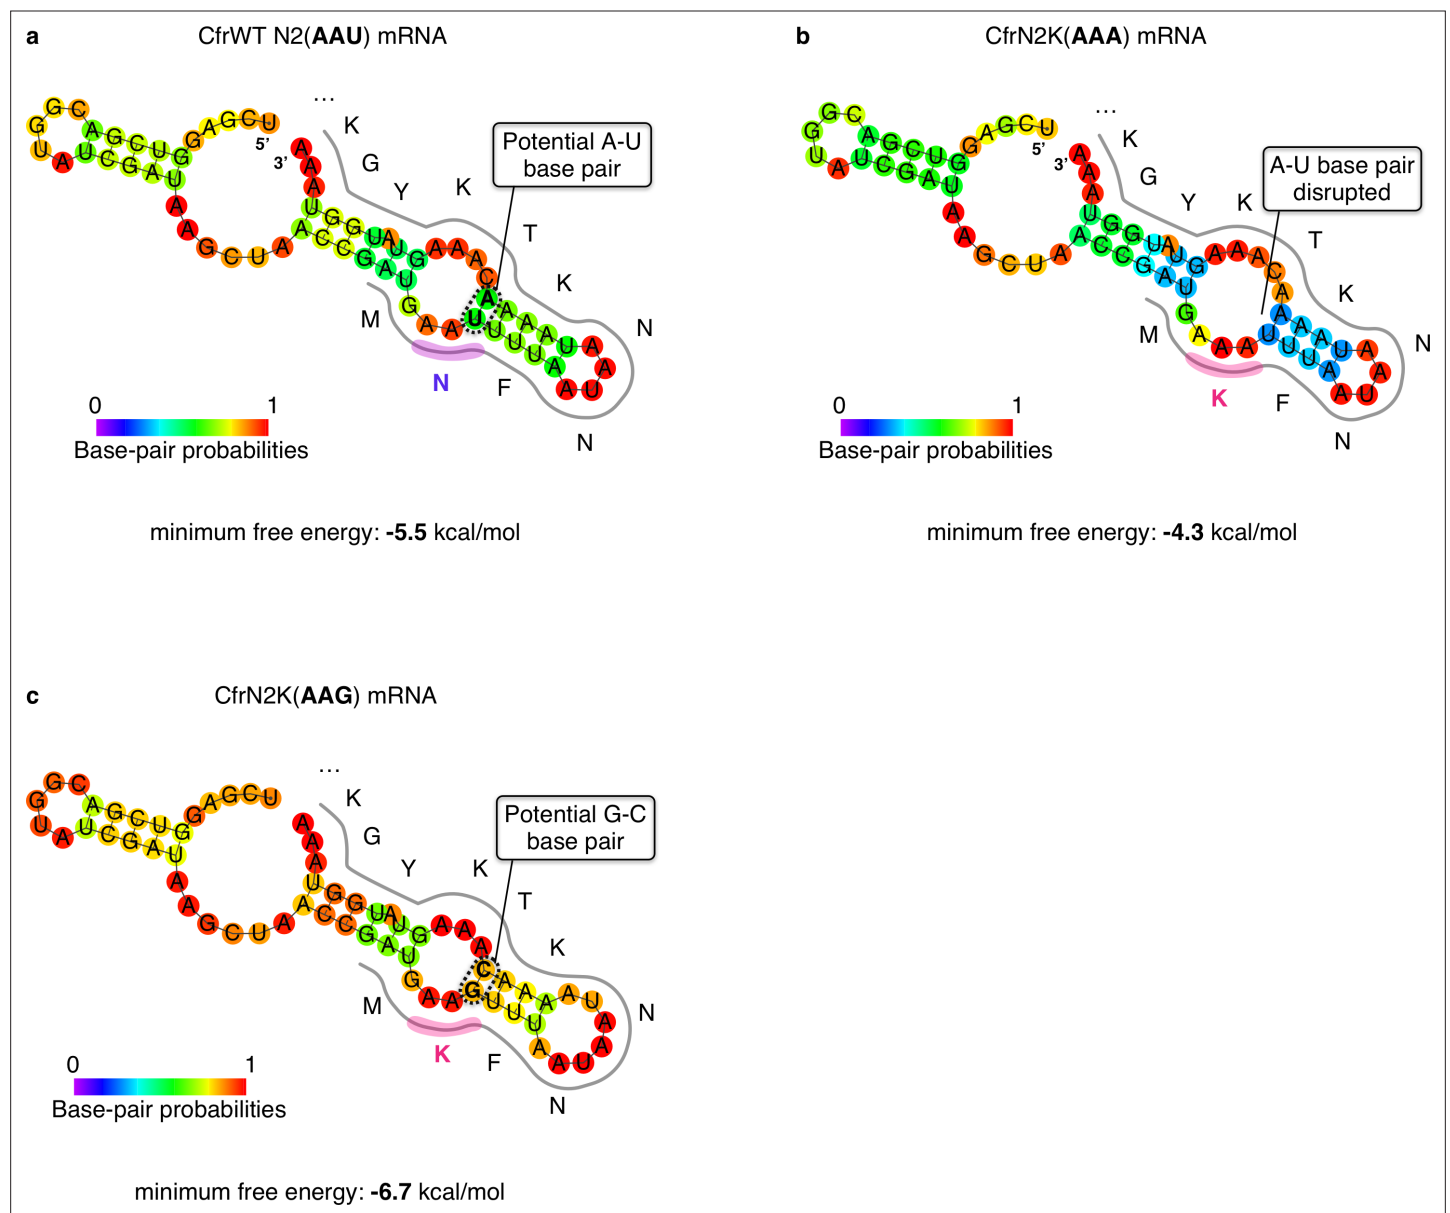 a
CfrWT N2(AAU) mRNA
UCGAGGUCGACGGUAUCGAUAAGCUAACCGAUGAAUUUUAAUAAUAAAACAAAGUAUGGUAAA
5'
3'
...
K
G
Y
K
T
K
N
N
F
N
M
Potential A-U
base pair
0 1
Base-pair probabilities
minimum free energy: -5.5 kcal/mol
b
CfrN2K(AAA) mRNA
UCGAGGUCGACGGUAUCGAUAAGCUAACCGAUGAAAUUUAAUAAUAAAACAAAGUAUGGUAAA
5'
3'
...
K
G
Y
K
T
K
N
N
F
K
M
A-U base pair
disrupted
0 1
Base-pair probabilities
minimum free energy: -4.3 kcal/mol
c
CfrN2K(AAG) mRNA
UCGAGGUCGACGGUAUCGAUAAGCUAACCGAUGAAGUUUAAUAAUAAAACAAAGUAUGGUAAA
...
K
G
Y
K
T
K
N
N
F
K
M
Potential G-C
base pair
0 1
Base-pair probabilities
minimum free energy: -6.7 kcal/mol